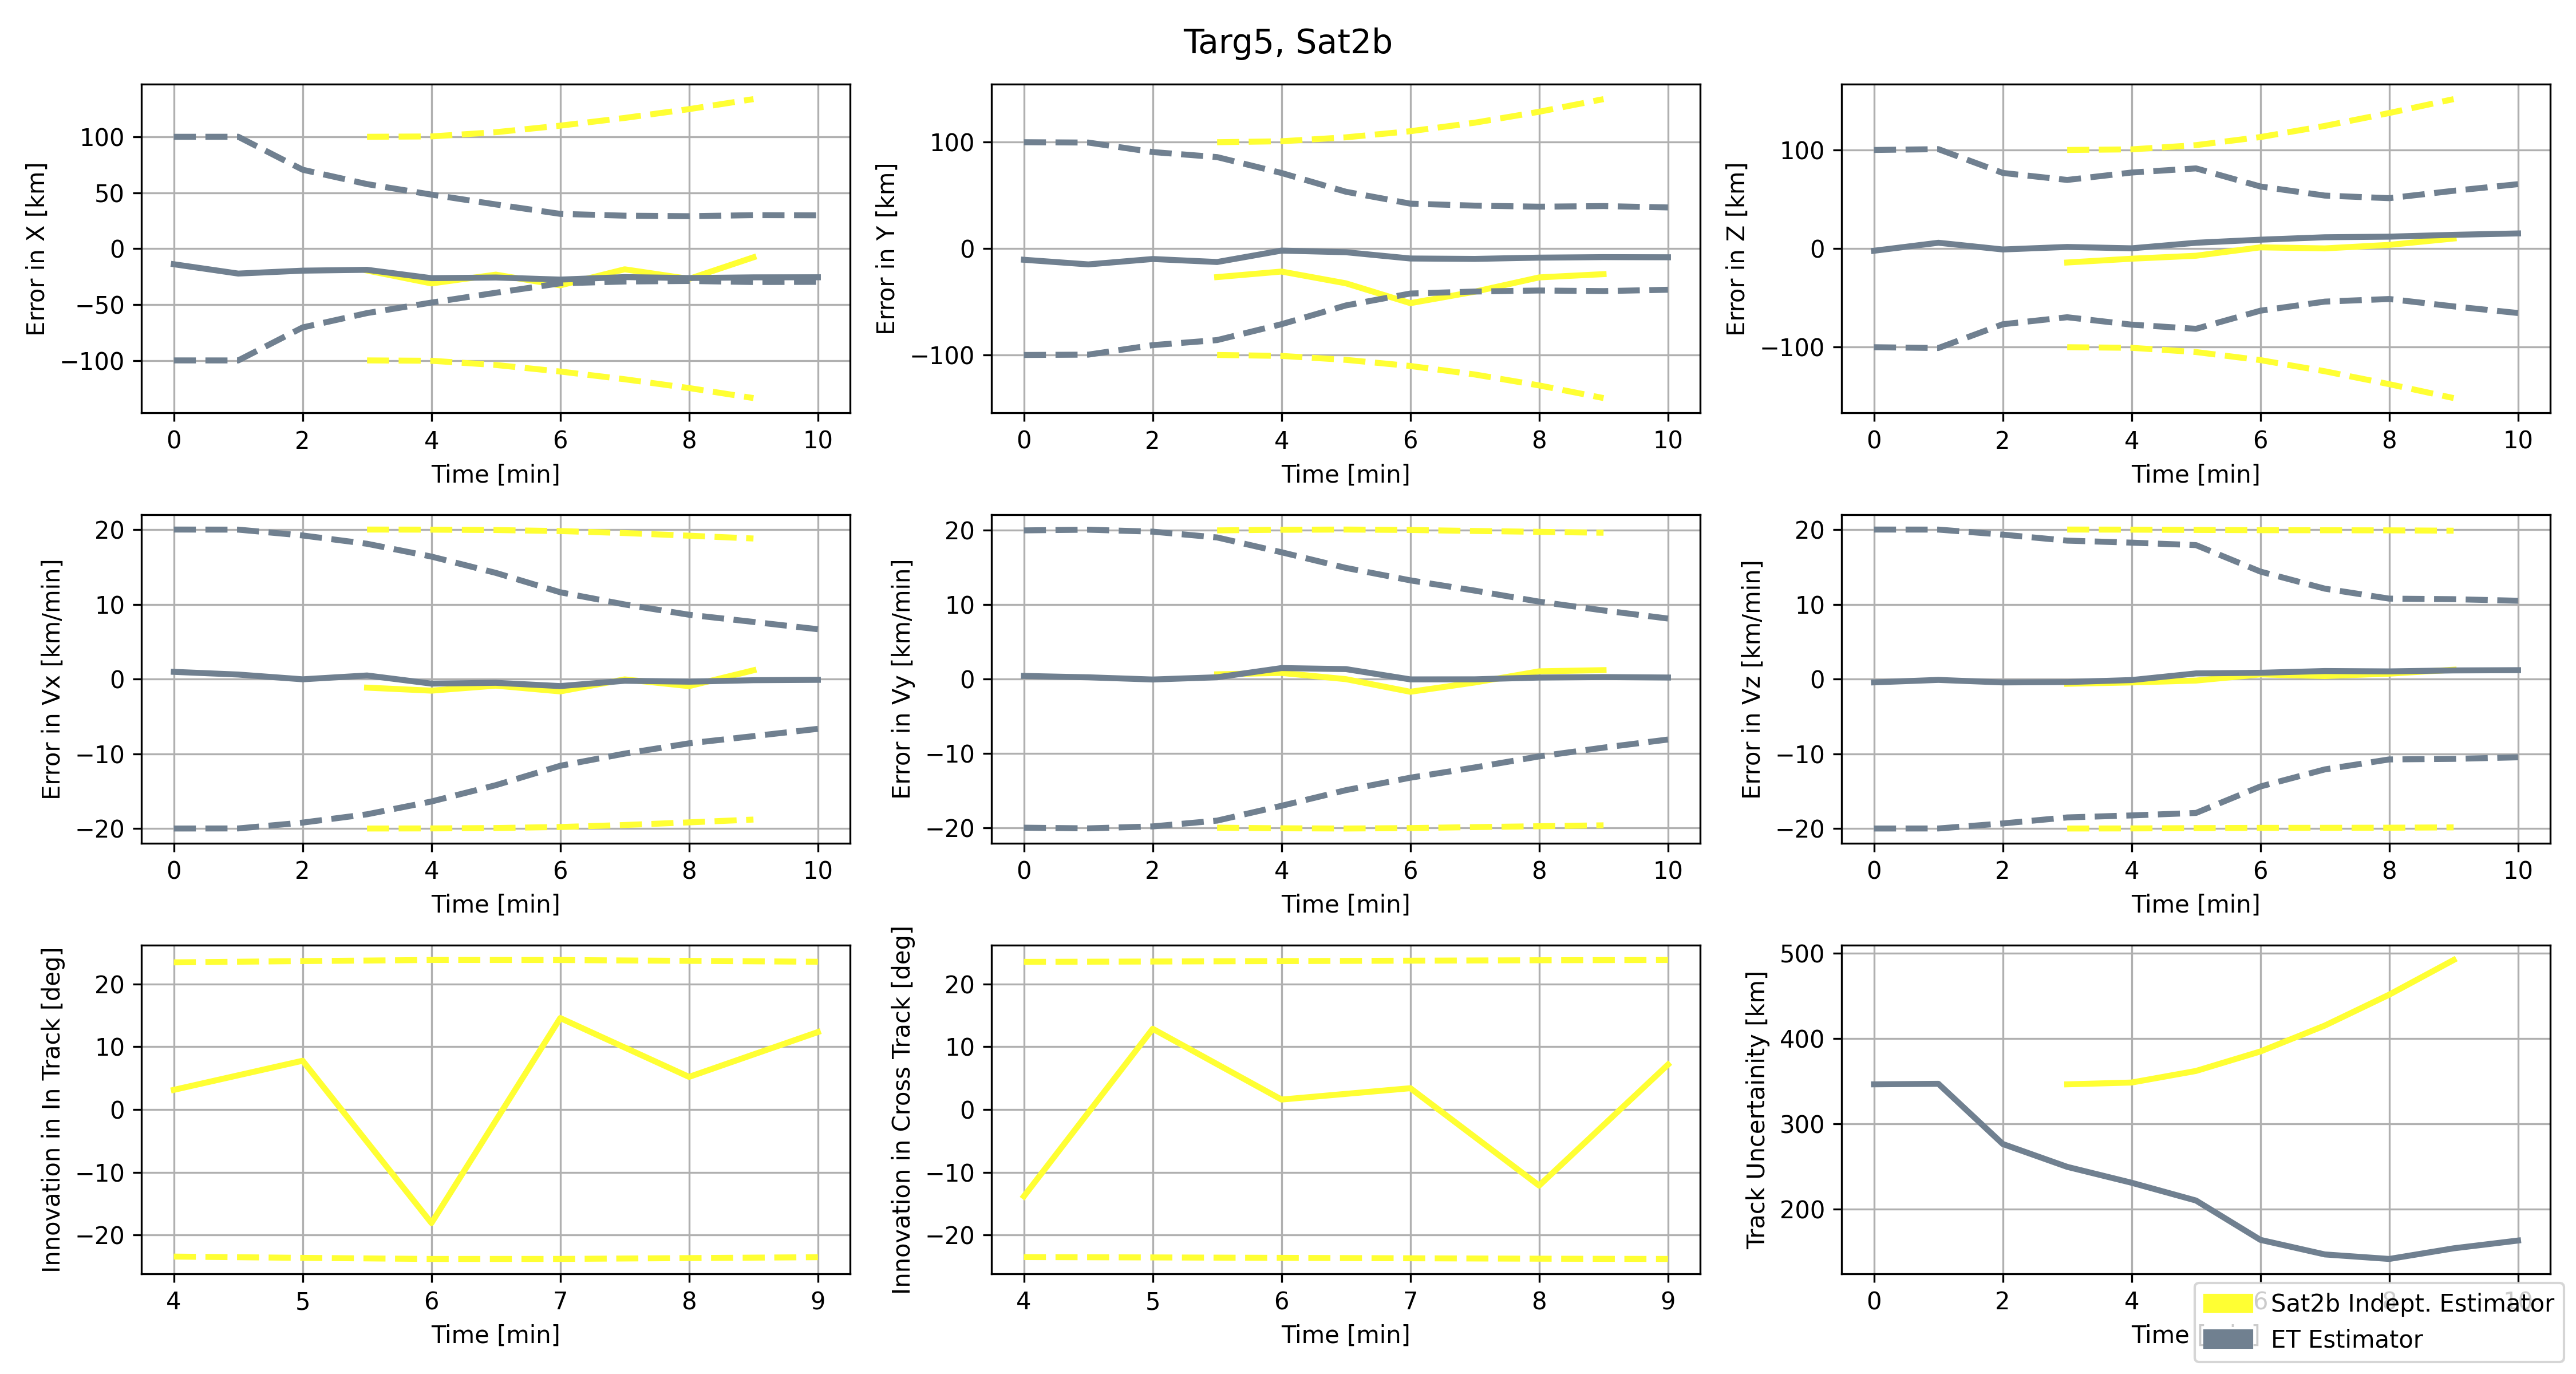 Targ5, Sat2b
Error in X [km]
100
50
0
−50
−100
0 2 4 6 8 10
Time [min]
Error in Y [km]
100
0
−100
0 2 4 6 8 10
Time [min]
Error in Z [km]
100
0
−100
0 2 4 6 8 10
Time [min]
Error in Vx [km/min]
20
10
0
−10
−20
0 2 4 6 8 10
Time [min]
Error in Vy [km/min]
20
10
0
−10
−20
0 2 4 6 8 10
Time [min]
Error in Vz [km/min]
20
10
0
−10
−20
0 2 4 6 8 10
Time [min]
Innovation in In Track [deg]
20
10
0
−10
−20
4 5 6 7 8 9
Time [min]
Innovation in Cross Track [deg]
20
10
0
−10
−20
4 5 6 7 8 9
Time [min]
Track Uncertainity [km]
500
400
300
200
0 2 4 6 8 10
Time [min]
Sat2b Indept. Estimator
ET Estimator